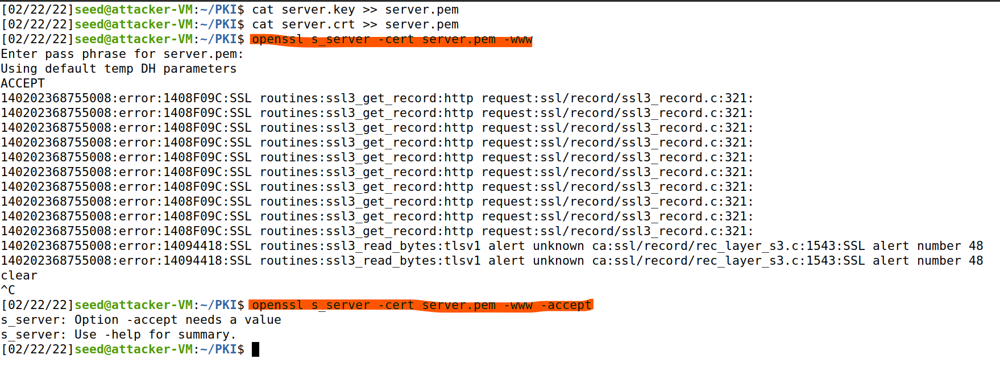 [02/22/22]seed@attacker-VM:~/PKI$ cat server.key >> server.pem
[02/22/22]seed@attacker-VM:~/PKI$ cat server.crt >> server.pem
[02/22/22]seed@attacker-VM:~/PKI$ openssl s_server -cert server.pem -www
Enter pass phrase for server.pem:
Using default temp DH parameters
ACCEPT
140202368755008:error:1408F09C:SSL routines:ssl3_get_record:http request:ssl/record/ssl3_record.c:321:
140202368755008:error:1408F09C:SSL routines:ssl3_get_record:http request:ssl/record/ssl3_record.c:321:
140202368755008:error:1408F09C:SSL routines:ssl3_get_record:http request:ssl/record/ssl3_record.c:321:
140202368755008:error:1408F09C:SSL routines:ssl3_get_record:http request:ssl/record/ssl3_record.c:321:
140202368755008:error:1408F09C:SSL routines:ssl3_get_record:http request:ssl/record/ssl3_record.c:321:
140202368755008:error:1408F09C:SSL routines:ssl3_get_record:http request:ssl/record/ssl3_record.c:321:
140202368755008:error:1408F09C:SSL routines:ssl3_get_record:http request:ssl/record/ssl3_record.c:321:
140202368755008:error:1408F09C:SSL routines:ssl3_get_record:http request:ssl/record/ssl3_record.c:321:
140202368755008:error:1408F09C:SSL routines:ssl3_get_record:http request:ssl/record/ssl3_record.c:321:
140202368755008:error:1408F09C:SSL routines:ssl3_get_record:http request:ssl/record/ssl3_record.c:321:
140202368755008:error:14094418:SSL routines:ssl3_read_bytes:tlsv1 alert unknown ca:ssl/record/rec_layer_s3.c:1543:SSL alert number 48
140202368755008:error:14094418:SSL routines:ssl3_read_bytes:tlsv1 alert unknown ca:ssl/record/rec_layer_s3.c:1543:SSL alert number 48
clear
^C
[02/22/22]seed@attacker-VM:~/PKI$ openssl s_server -cert server.pem -www -accept
s_server: Option -accept needs a value
s_server: Use -help for summary.
[02/22/22]seed@attacker-VM:~/PKI$